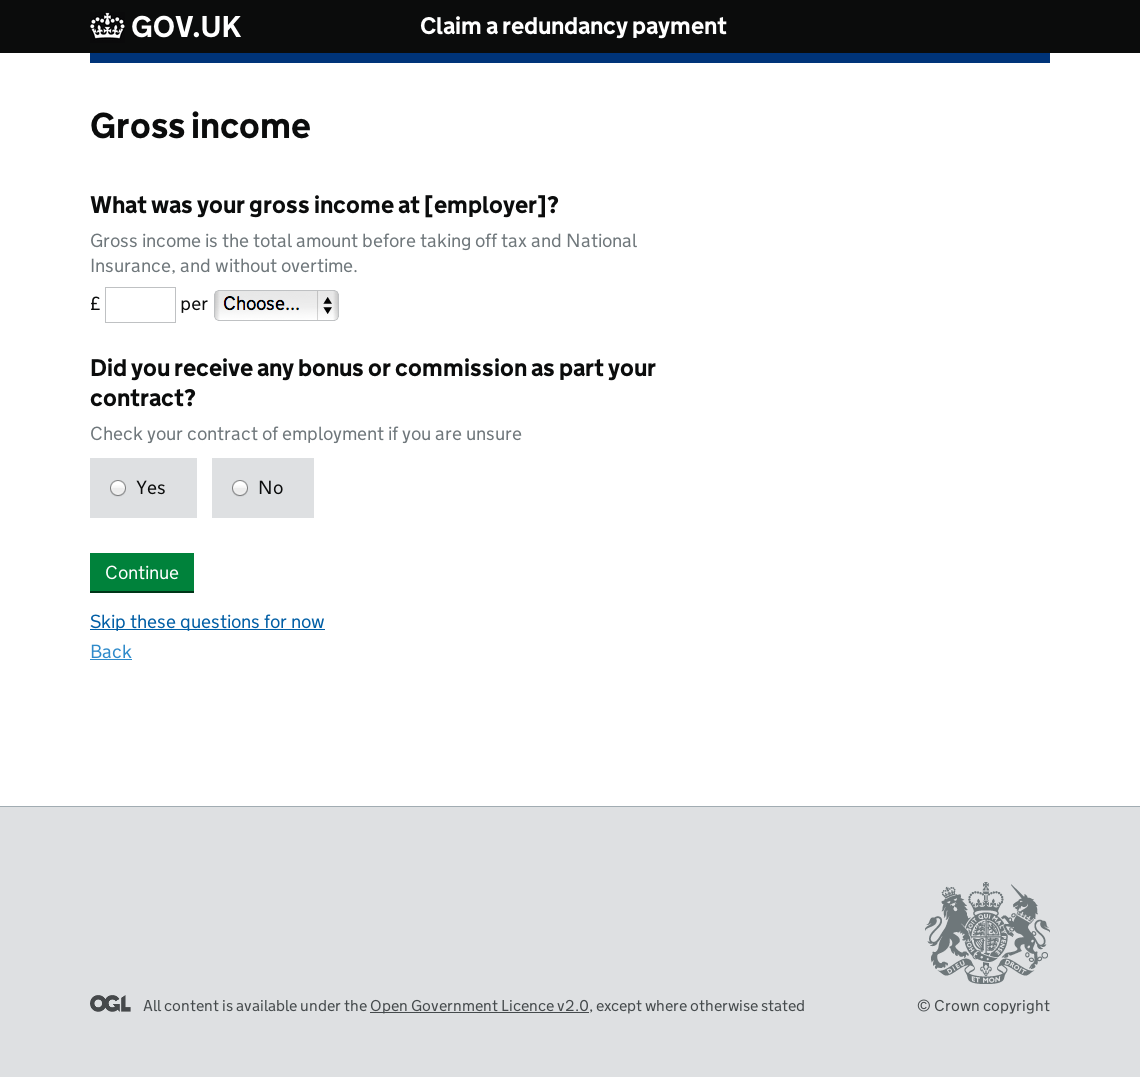 GOV.UK Claim a redundancy payment
Gross income
What was your gross income at [employer]?
Gross income is the total amount before taking off tax and National
Insurance, and without overtime.
£ per Choose...
Did you receive any bonus or commission as part your
contract?
Check your contract of employment if you are unsure
Yes No
Continue
Skip these questions for now
Back
DIEU ET MON DROIT
OGL All content is available under the Open Government Licence v2.0, except where otherwise stated
© Crown copyright